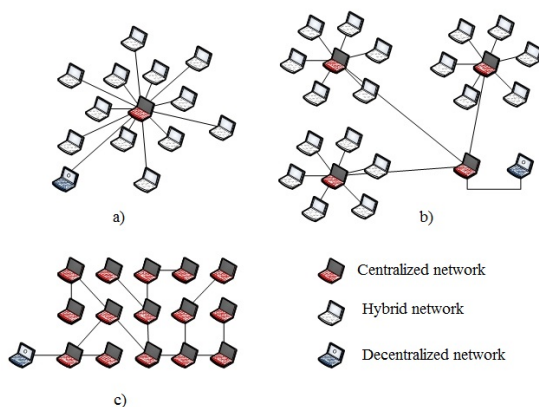 a)
b)
Centralized network
Hybrid network
Decentralized network
c)